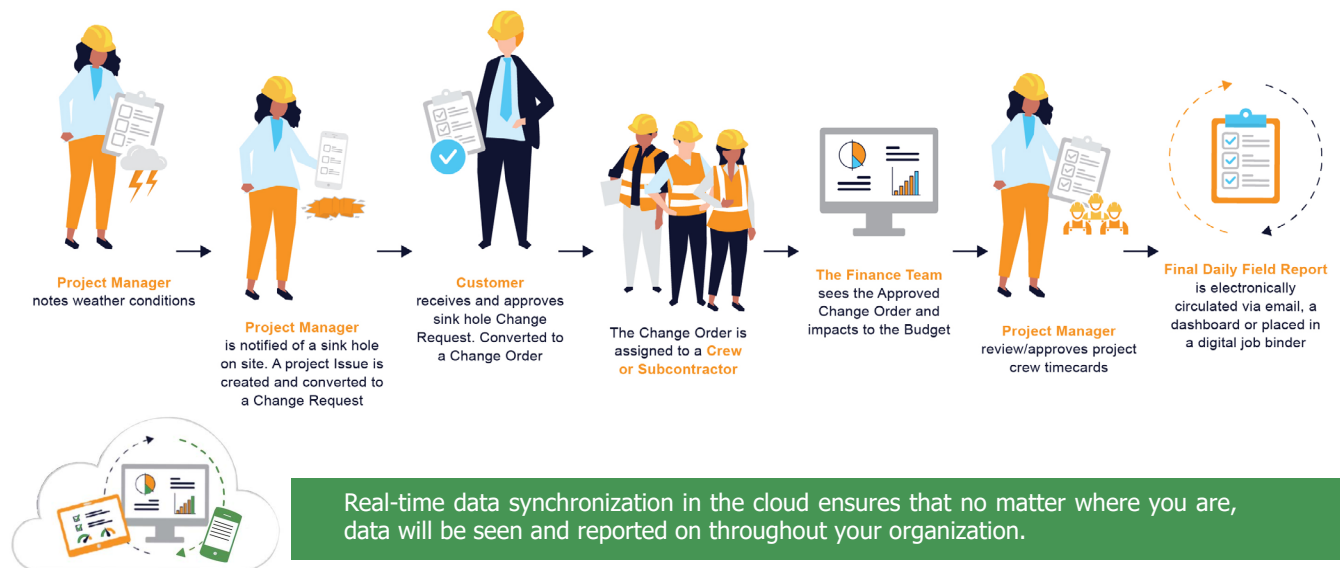 Project Manager
notes weather conditions
Project Manager
is notified of a sink hole
on site. A project Issue is
created and converted to
a Change Request
Customer
receives and approves
sink hole Change
Request. Converted to
a Change Order
The Change Order is
assigned to a Crew
or Subcontractor
The Finance Team
sees the Approved
Change Order and
impacts to the Budget
Project Manager
review/approves project
crew timecards
Final Daily Field Report
is electronically
circulated via email, a
dashboard or placed in
a digital job binder
Real-time data synchronization in the cloud ensures that no matter where you are,
data will be seen and reported on throughout your organization.